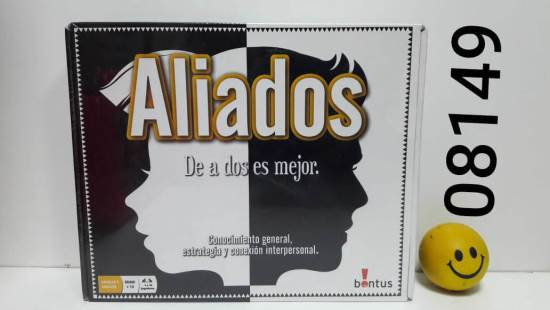 Aliados
De a dos es mejor.
Conocimiento general,
estrategia y conexión interpersonal.
bontus
08149